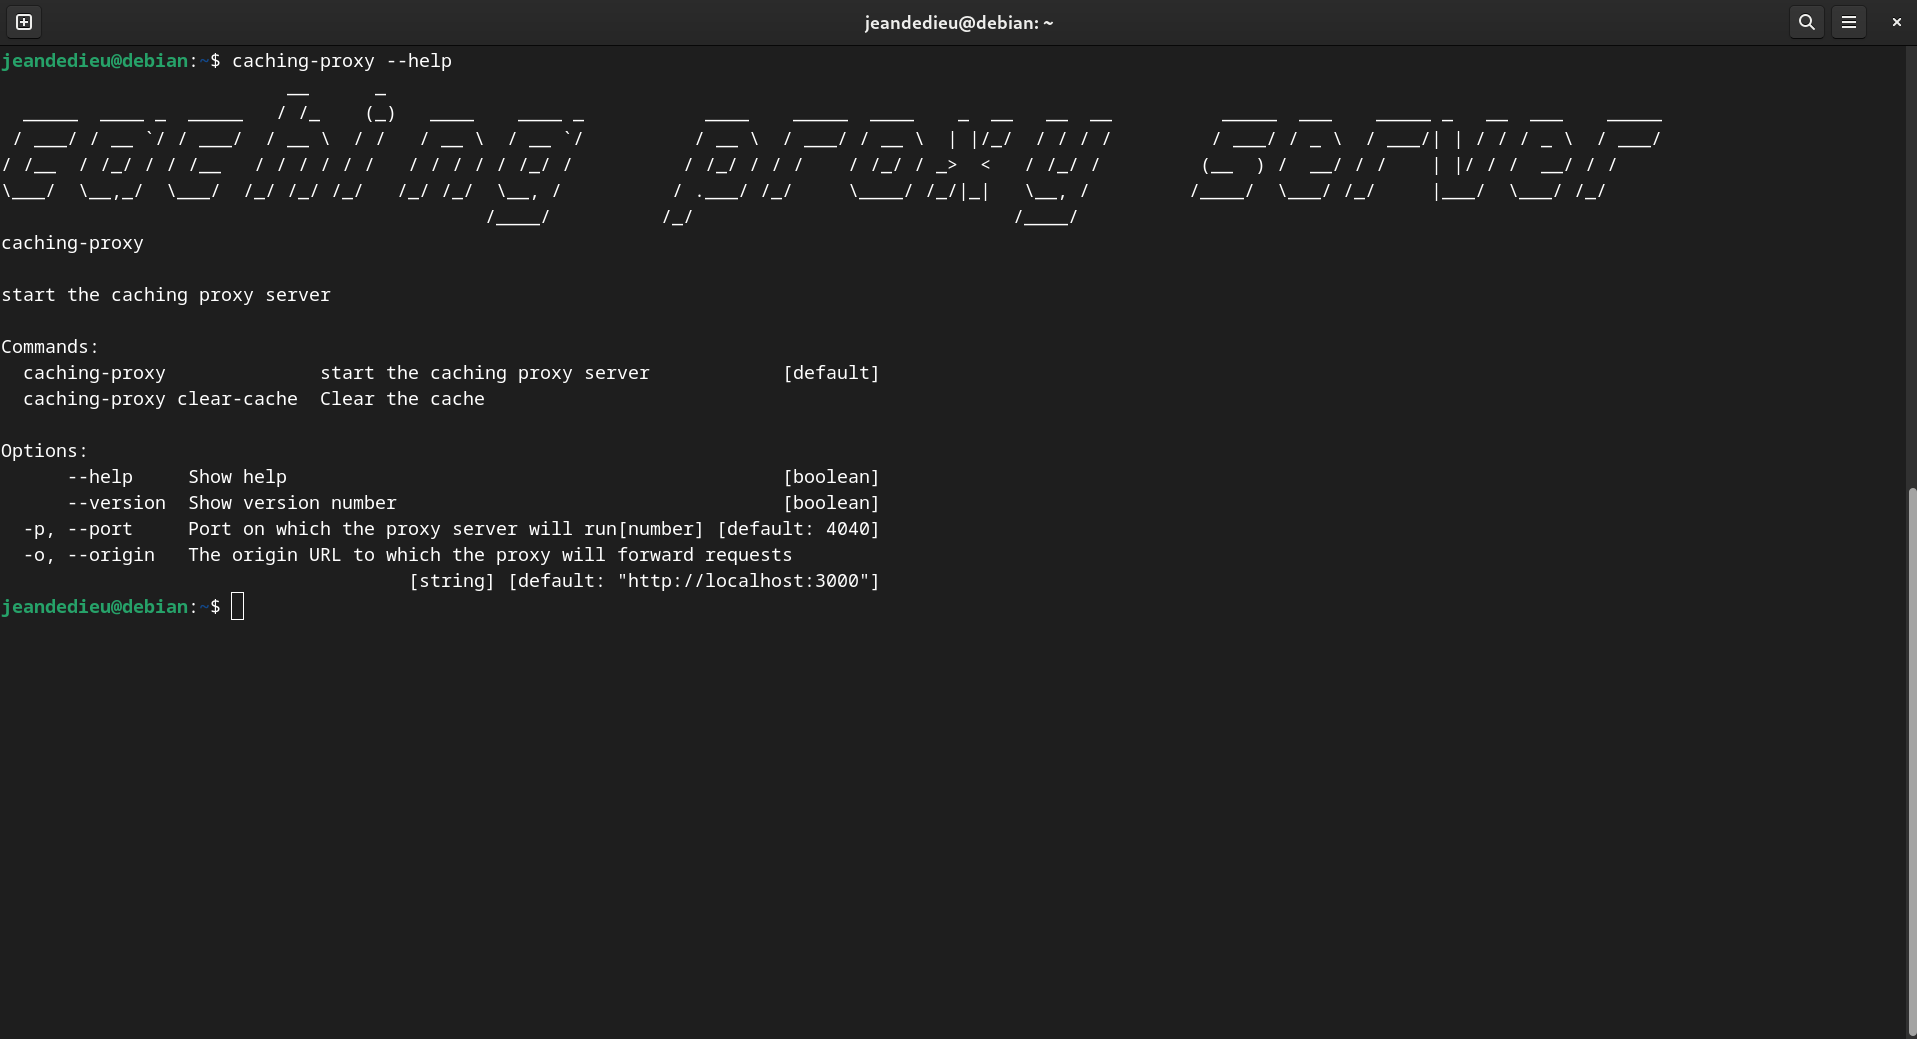 jeandedieu@debian: ~
jeandedieu@debian:~$ caching-proxy --help
caching proxy server
caching-proxy
start the caching proxy server
Commands:
  caching-proxy              start the caching proxy server            [default]
  caching-proxy clear-cache  Clear the cache
Options:
      --help     Show help                                             [boolean]
      --version  Show version number                                   [boolean]
  -p, --port     Port on which the proxy server will run[number] [default: 4040]
  -o, --origin   The origin URL to which the proxy will forward requests
                                     [string] [default: "http://localhost:3000"]
jeandedieu@debian:~$